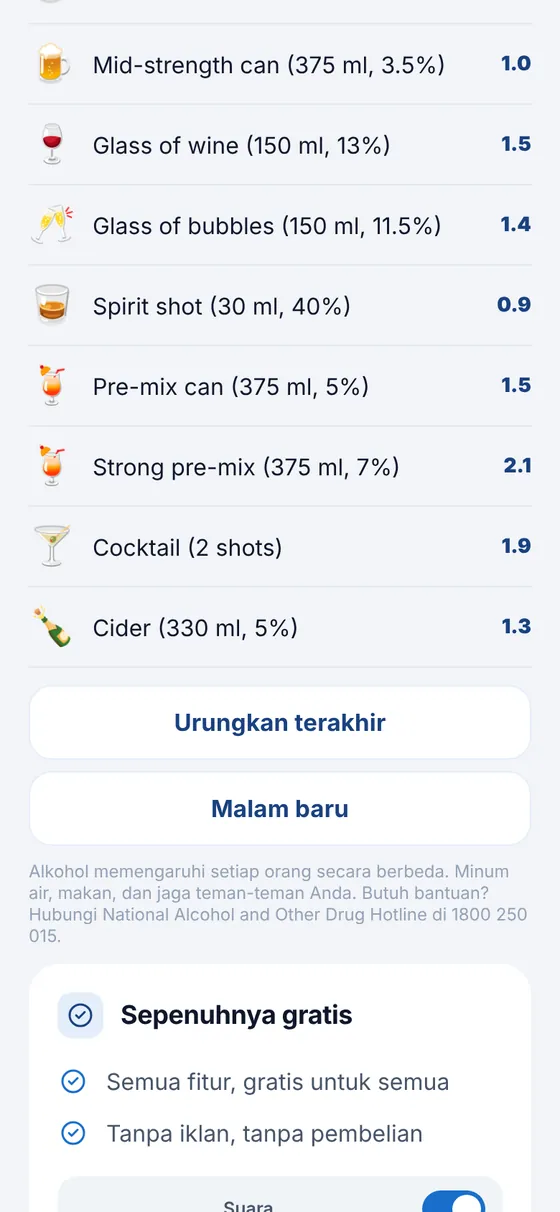 Mid-strength can (375 ml, 3.5%) 1.0
Glass of wine (150 ml, 13%) 1.5
Glass of bubbles (150 ml, 11.5%) 1.4
Spirit shot (30 ml, 40%) 0.9
Pre-mix can (375 ml, 5%) 1.5
Strong pre-mix (375 ml, 7%) 2.1
Cocktail (2 shots) 1.9
Cider (330 ml, 5%) 1.3
Urungkan terakhir
Malam baru
Alkohol memengaruhi setiap orang secara berbeda. Minum
air, makan, dan jaga teman-teman Anda. Butuh bantuan?
Hubungi National Alcohol and Other Drug Hotline di 1800 250
015.
Sepenuhnya gratis
Semua fitur, gratis untuk semua
Tanpa iklan, tanpa pembelian
Suara